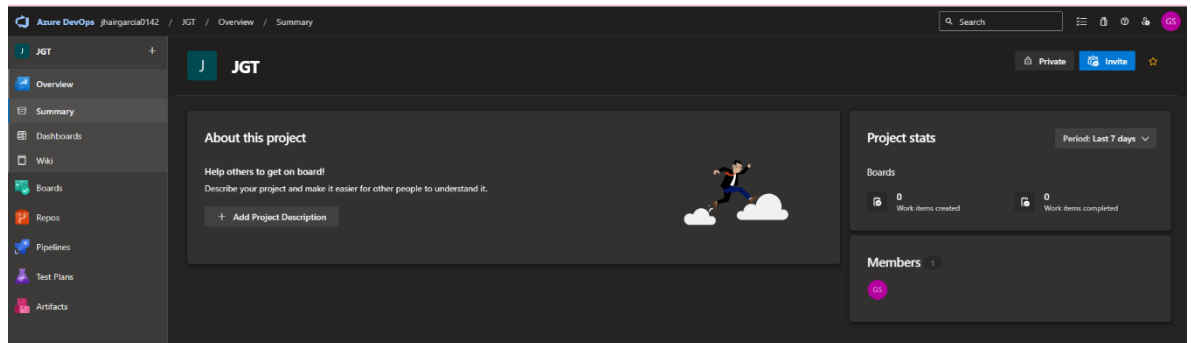 Azure DevOps jhairgarcia0142 / JGT / Overview / Summary
Search
GS
J JGT +
Overview
Summary
Dashboards
Wiki
Boards
Repos
Pipelines
Test Plans
Artifacts
J JGT
Private
Invite
About this project
Help others to get on board!
Describe your project and make it easier for other people to understand it.
+ Add Project Description
Project stats
Period: Last 7 days
Boards
0
Work items created
0
Work items completed
Members 1
GS